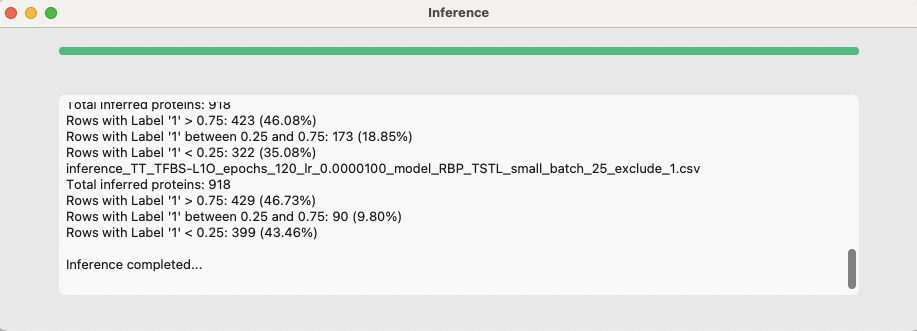 Inference
Total inferred proteins: 918
Rows with Label '1' > 0.75: 423 (46.08%)
Rows with Label '1' between 0.25 and 0.75: 173 (18.85%)
Rows with Label '1' < 0.25: 322 (35.08%)
inference_TT_TFBS-L1O_epochs_120_lr_0.0000100_model_RBP_TSTL_small_batch_25_exclude_1.csv
Total inferred proteins: 918
Rows with Label '1' > 0.75: 429 (46.73%)
Rows with Label '1' between 0.25 and 0.75: 90 (9.80%)
Rows with Label '1' < 0.25: 399 (43.46%)
Inference completed...